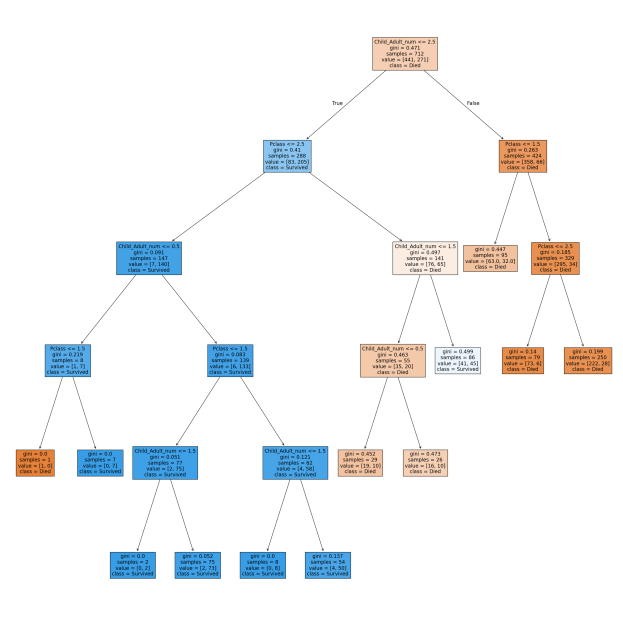 Child_Adult_num <= 2.5
gini = 0.471
samples = 712
value = [441, 271]
class = Died
True
False
Pclass <= 2.5
gini = 0.41
samples = 288
value = [83, 205]
class = Survived
Pclass <= 1.5
gini = 0.263
samples = 424
value = [358, 66]
class = Died
Child_Adult_num <= 0.5
gini = 0.091
samples = 147
value = [7, 140]
class = Survived
Child_Adult_num <= 1.5
gini = 0.497
samples = 141
value = [76, 65]
class = Died
gini = 0.447
samples = 95
value = [63.0, 32.0]
class = Died
Pclass <= 2.5
gini = 0.185
samples = 329
value = [295, 34]
class = Died
Pclass <= 1.5
gini = 0.219
samples = 8
value = [1, 7]
class = Survived
Pclass <= 1.5
gini = 0.083
samples = 139
value = [6, 133]
class = Survived
Child_Adult_num <= 0.5
gini = 0.463
samples = 55
value = [35, 20]
class = Died
gini = 0.499
samples = 86
value = [41, 45]
class = Survived
gini = 0.14
samples = 79
value = [73, 6]
class = Died
gini = 0.199
samples = 250
value = [222, 28]
class = Died
gini = 0.0
samples = 1
value = [1, 0]
class = Died
gini = 0.0
samples = 7
value = [0, 7]
class = Survived
Child_Adult_num <= 1.5
gini = 0.051
samples = 77
value = [2, 75]
class = Survived
Child_Adult_num <= 1.5
gini = 0.121
samples = 62
value = [4, 58]
class = Survived
gini = 0.452
samples = 29
value = [19, 10]
class = Died
gini = 0.473
samples = 26
value = [16, 10]
class = Died
gini = 0.0
samples = 2
value = [0, 2]
class = Survived
gini = 0.052
samples = 75
value = [2, 73]
class = Survived
gini = 0.0
samples = 8
value = [0, 8]
class = Survived
gini = 0.137
samples = 54
value = [4, 50]
class = Survived